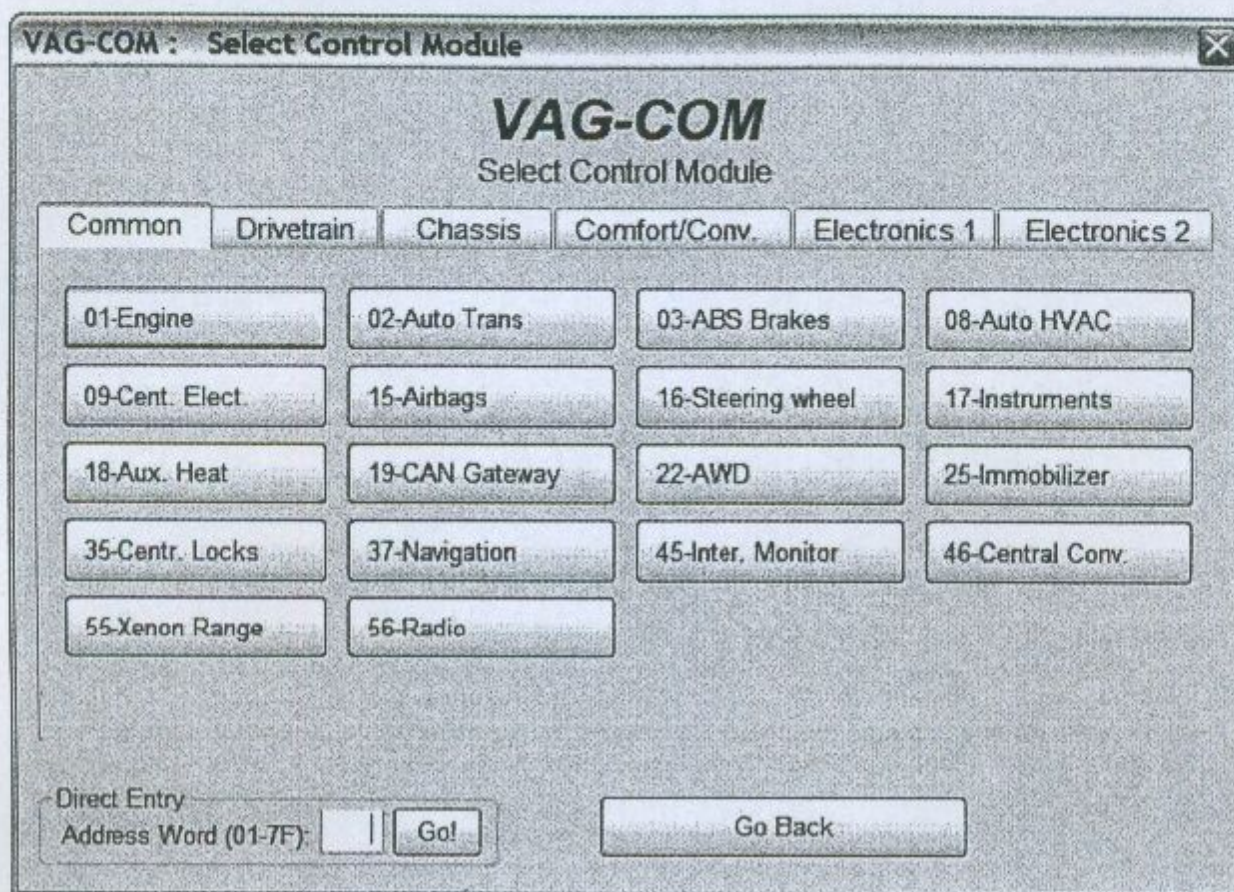 VAG-COM : Select Control Module
VAG-COM
Select Control Module
Common Drivetrain Chassis Comfort/Conv. Electronics 1 Electronics 2
01-Engine 02-Auto Trans 03-ABS Brakes 08-Auto HVAC
09-Cent. Elect. 15-Airbags 16-Steering wheel 17-Instruments
18-Aux. Heat 19-CAN Gateway 22-AWD 25-Immobilizer
35-Centr. Locks 37-Navigation 45-Inter. Monitor 46-Central Conv.
55-Xenon Range 56-Radio
Direct Entry
Address Word (01-7F): Go! Go Back